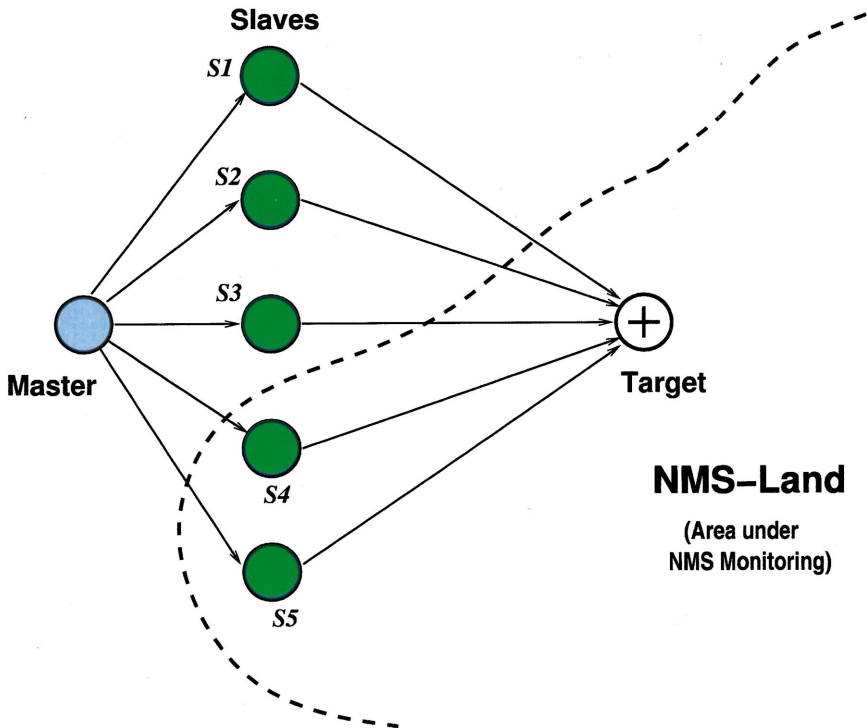 Slaves
S1
S2
S3
Master
Target
S4
NMS–Land
(Area under
NMS Monitoring)
S5